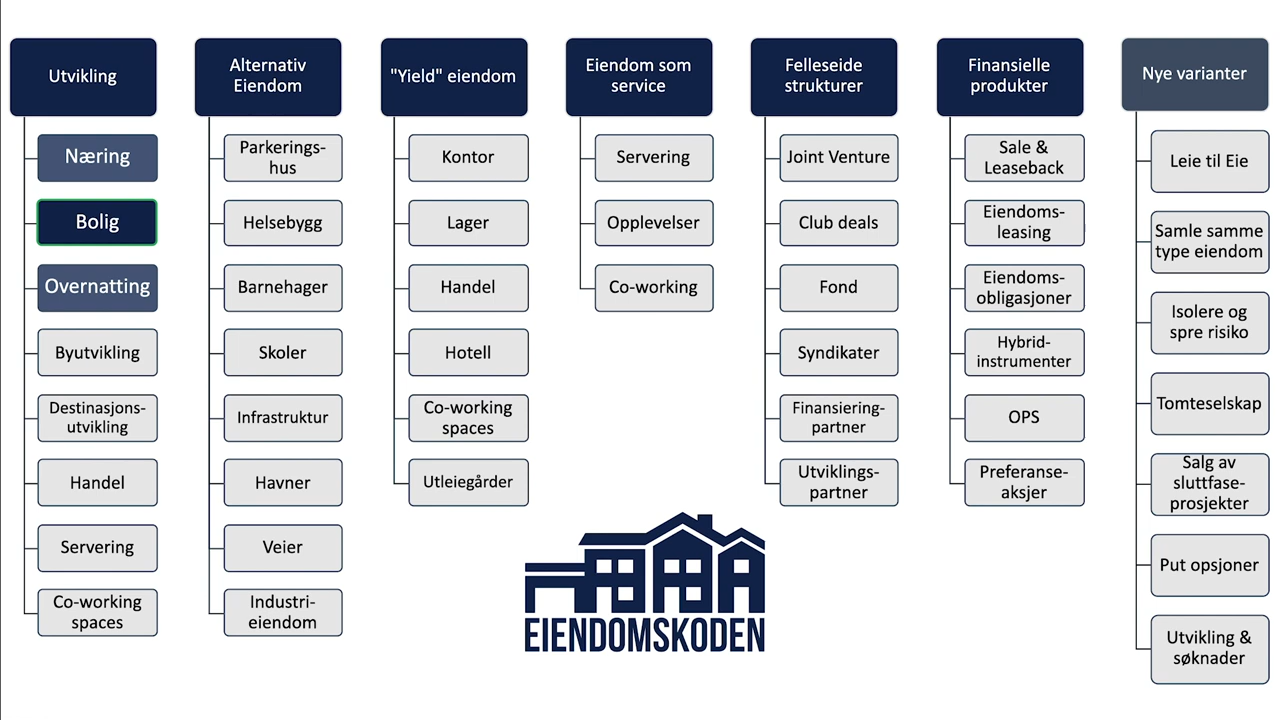 Utvikling
Næring
Bolig
Overnatting
Byutvikling
Destinasjons-
utvikling
Handel
Servering
Co-working
spaces
Alternativ
Eiendom
Parkerings-
hus
Helsebygg
Barnehager
Skoler
Infrastruktur
Havner
Veier
Industri-
eiendom
"Yield" eiendom
Kontor
Lager
Handel
Hotell
Co-working
spaces
Utleiegårder
Eiendom som
service
Servering
Opplevelser
Co-working
Felleseide
strukturer
Joint Venture
Club deals
Fond
Syndikater
Finansiering-
partner
Utviklings-
partner
Finansielle
produkter
Sale &
Leaseback
Eiendoms-
leasing
Eiendoms-
obligasjoner
Hybrid-
instrumenter
OPS
Preferanse-
aksjer
Nye varianter
Leie til Eie
Samle samme
type eiendom
Isolere og
spre risiko
Tomteselskap
Salg av
sluttfase-
prosjekter
Put opsjoner
Utvikling &
søknader
EIENDOMSKODEN